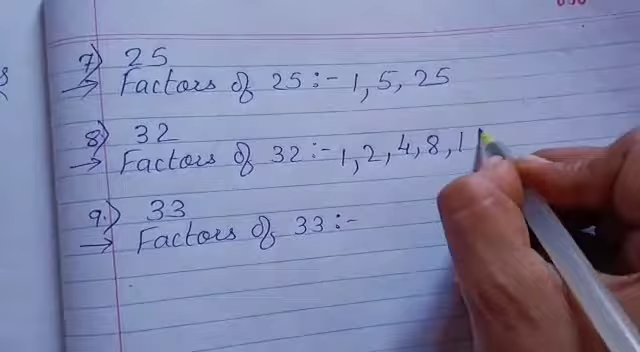 7) 25
→ Factors of 25 :- 1, 5, 25
8) 32
→ Factors of 32 :- 1, 2, 4, 8, 1
9.) 33
→ Factors of 33 :-